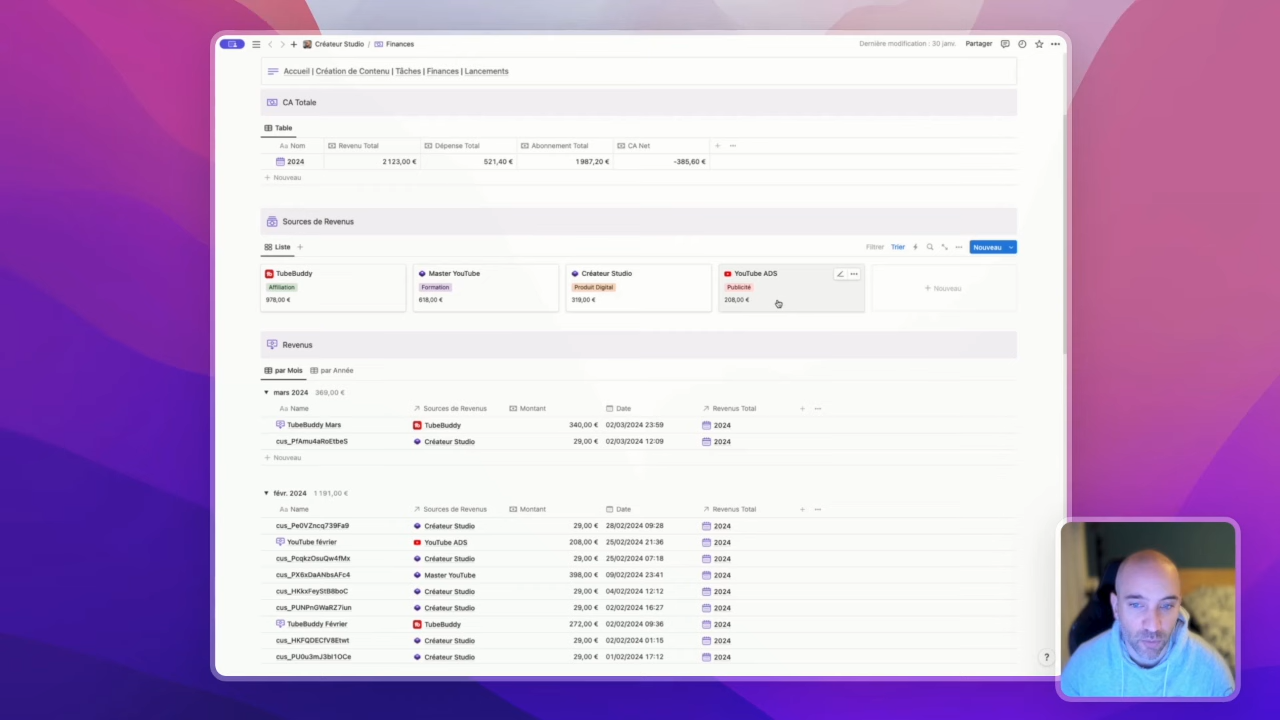 Créateur Studio / Finances
Dernière modification : 30 janv. Partager
Accueil | Création de Contenu | Tâches | Finances | Lancements
CA Totale
Table
Aa Nom Revenu Total Dépense Total Abonnement Total CA Net
2024 2 123,00 € 521,40 € 1 987,20 € -385,60 €
+ Nouveau
Sources de Revenus
Liste +
Filtrer Trier Nouveau
TubeBuddy
Affiliation
978,00 €
Master YouTube
Formation
618,00 €
Créateur Studio
Produit Digital
319,00 €
YouTube ADS
Publicité
208,00 €
+ Nouveau
Revenus
par Mois par Année
mars 2024 369,00 €
Aa Name Sources de Revenus Montant Date Revenus Total
TubeBuddy Mars TubeBuddy 340,00 € 02/03/2024 23:59 2024
cus_PfAmu4aRoEtbeS Créateur Studio 29,00 € 02/03/2024 12:09 2024
+ Nouveau
févr. 2024 1 191,00 €
Aa Name Sources de Revenus Montant Date Revenus Total
cus_Pe0VZncq739Fa9 Créateur Studio 29,00 € 28/02/2024 09:28 2024
YouTube février YouTube ADS 208,00 € 25/02/2024 21:36 2024
cus_PcqkzOsuQw4fMx Créateur Studio 29,00 € 25/02/2024 07:18 2024
cus_PX6xDaANbsAFc4 Master YouTube 398,00 € 09/02/2024 23:41 2024
cus_HKkxFeyStB8boC Créateur Studio 29,00 € 04/02/2024 12:12 2024
cus_PUNPnGWaRZ7iun Créateur Studio 29,00 € 02/02/2024 16:27 2024
TubeBuddy Février TubeBuddy 272,00 € 02/02/2024 09:36 2024
cus_HKFQDECfV8Etwt Créateur Studio 29,00 € 02/02/2024 01:15 2024
cus_PU0u3mJ3bI1OCe Créateur Studio 29,00 € 01/02/2024 17:12 2024
?